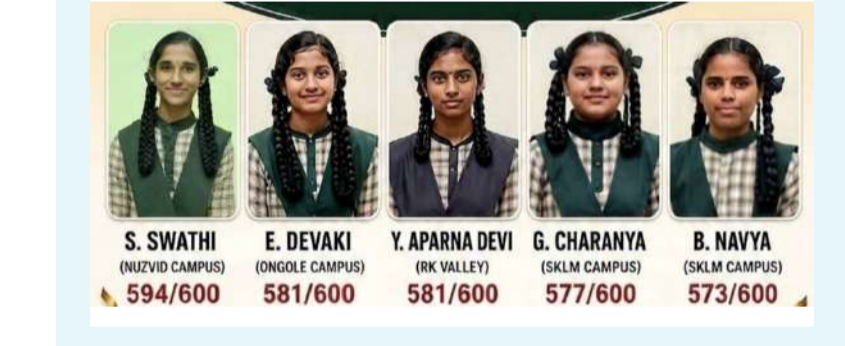 S. SWATHI
(NUZVID CAMPUS)
594/600
E. DEVAKI
(ONGOLE CAMPUS)
581/600
Y. APARNA DEVI
(RK VALLEY)
581/600
G. CHARANYA
(SKLM CAMPUS)
577/600
B. NAVYA
(SKLM CAMPUS)
573/600